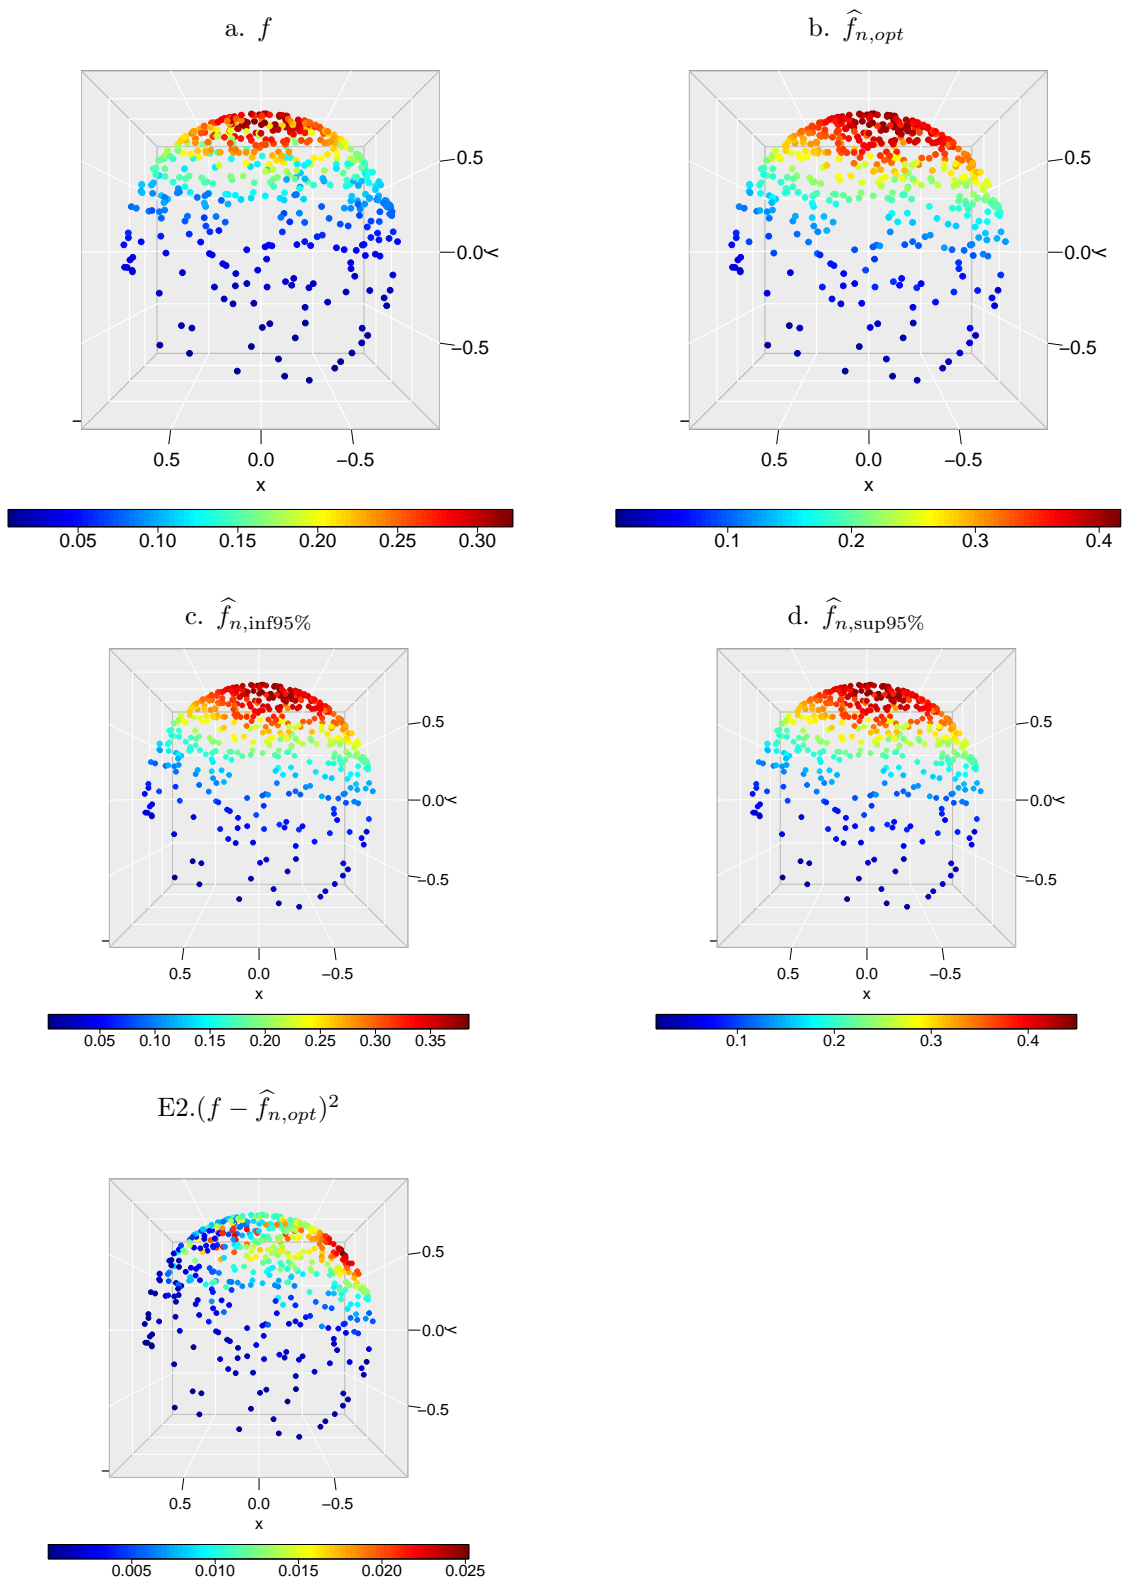 a. f
b. f̂n,opt
0.5
0.0
−0.5
y
0.5 0.0 −0.5
x
0.5
0.0
−0.5
y
0.5 0.0 −0.5
x
0.05 0.10 0.15 0.20 0.25 0.30
0.1 0.2 0.3 0.4
c. f̂n,inf95%
d. f̂n,sup95%
0.5
0.0
−0.5
y
0.5 0.0 −0.5
x
0.5
0.0
−0.5
y
0.5 0.0 −0.5
x
0.05 0.10 0.15 0.20 0.25 0.30 0.35
0.1 0.2 0.3 0.4
E2.(f − f̂n,opt)²
0.5
0.0
−0.5
y
0.5 0.0 −0.5
x
0.005 0.010 0.015 0.020 0.025